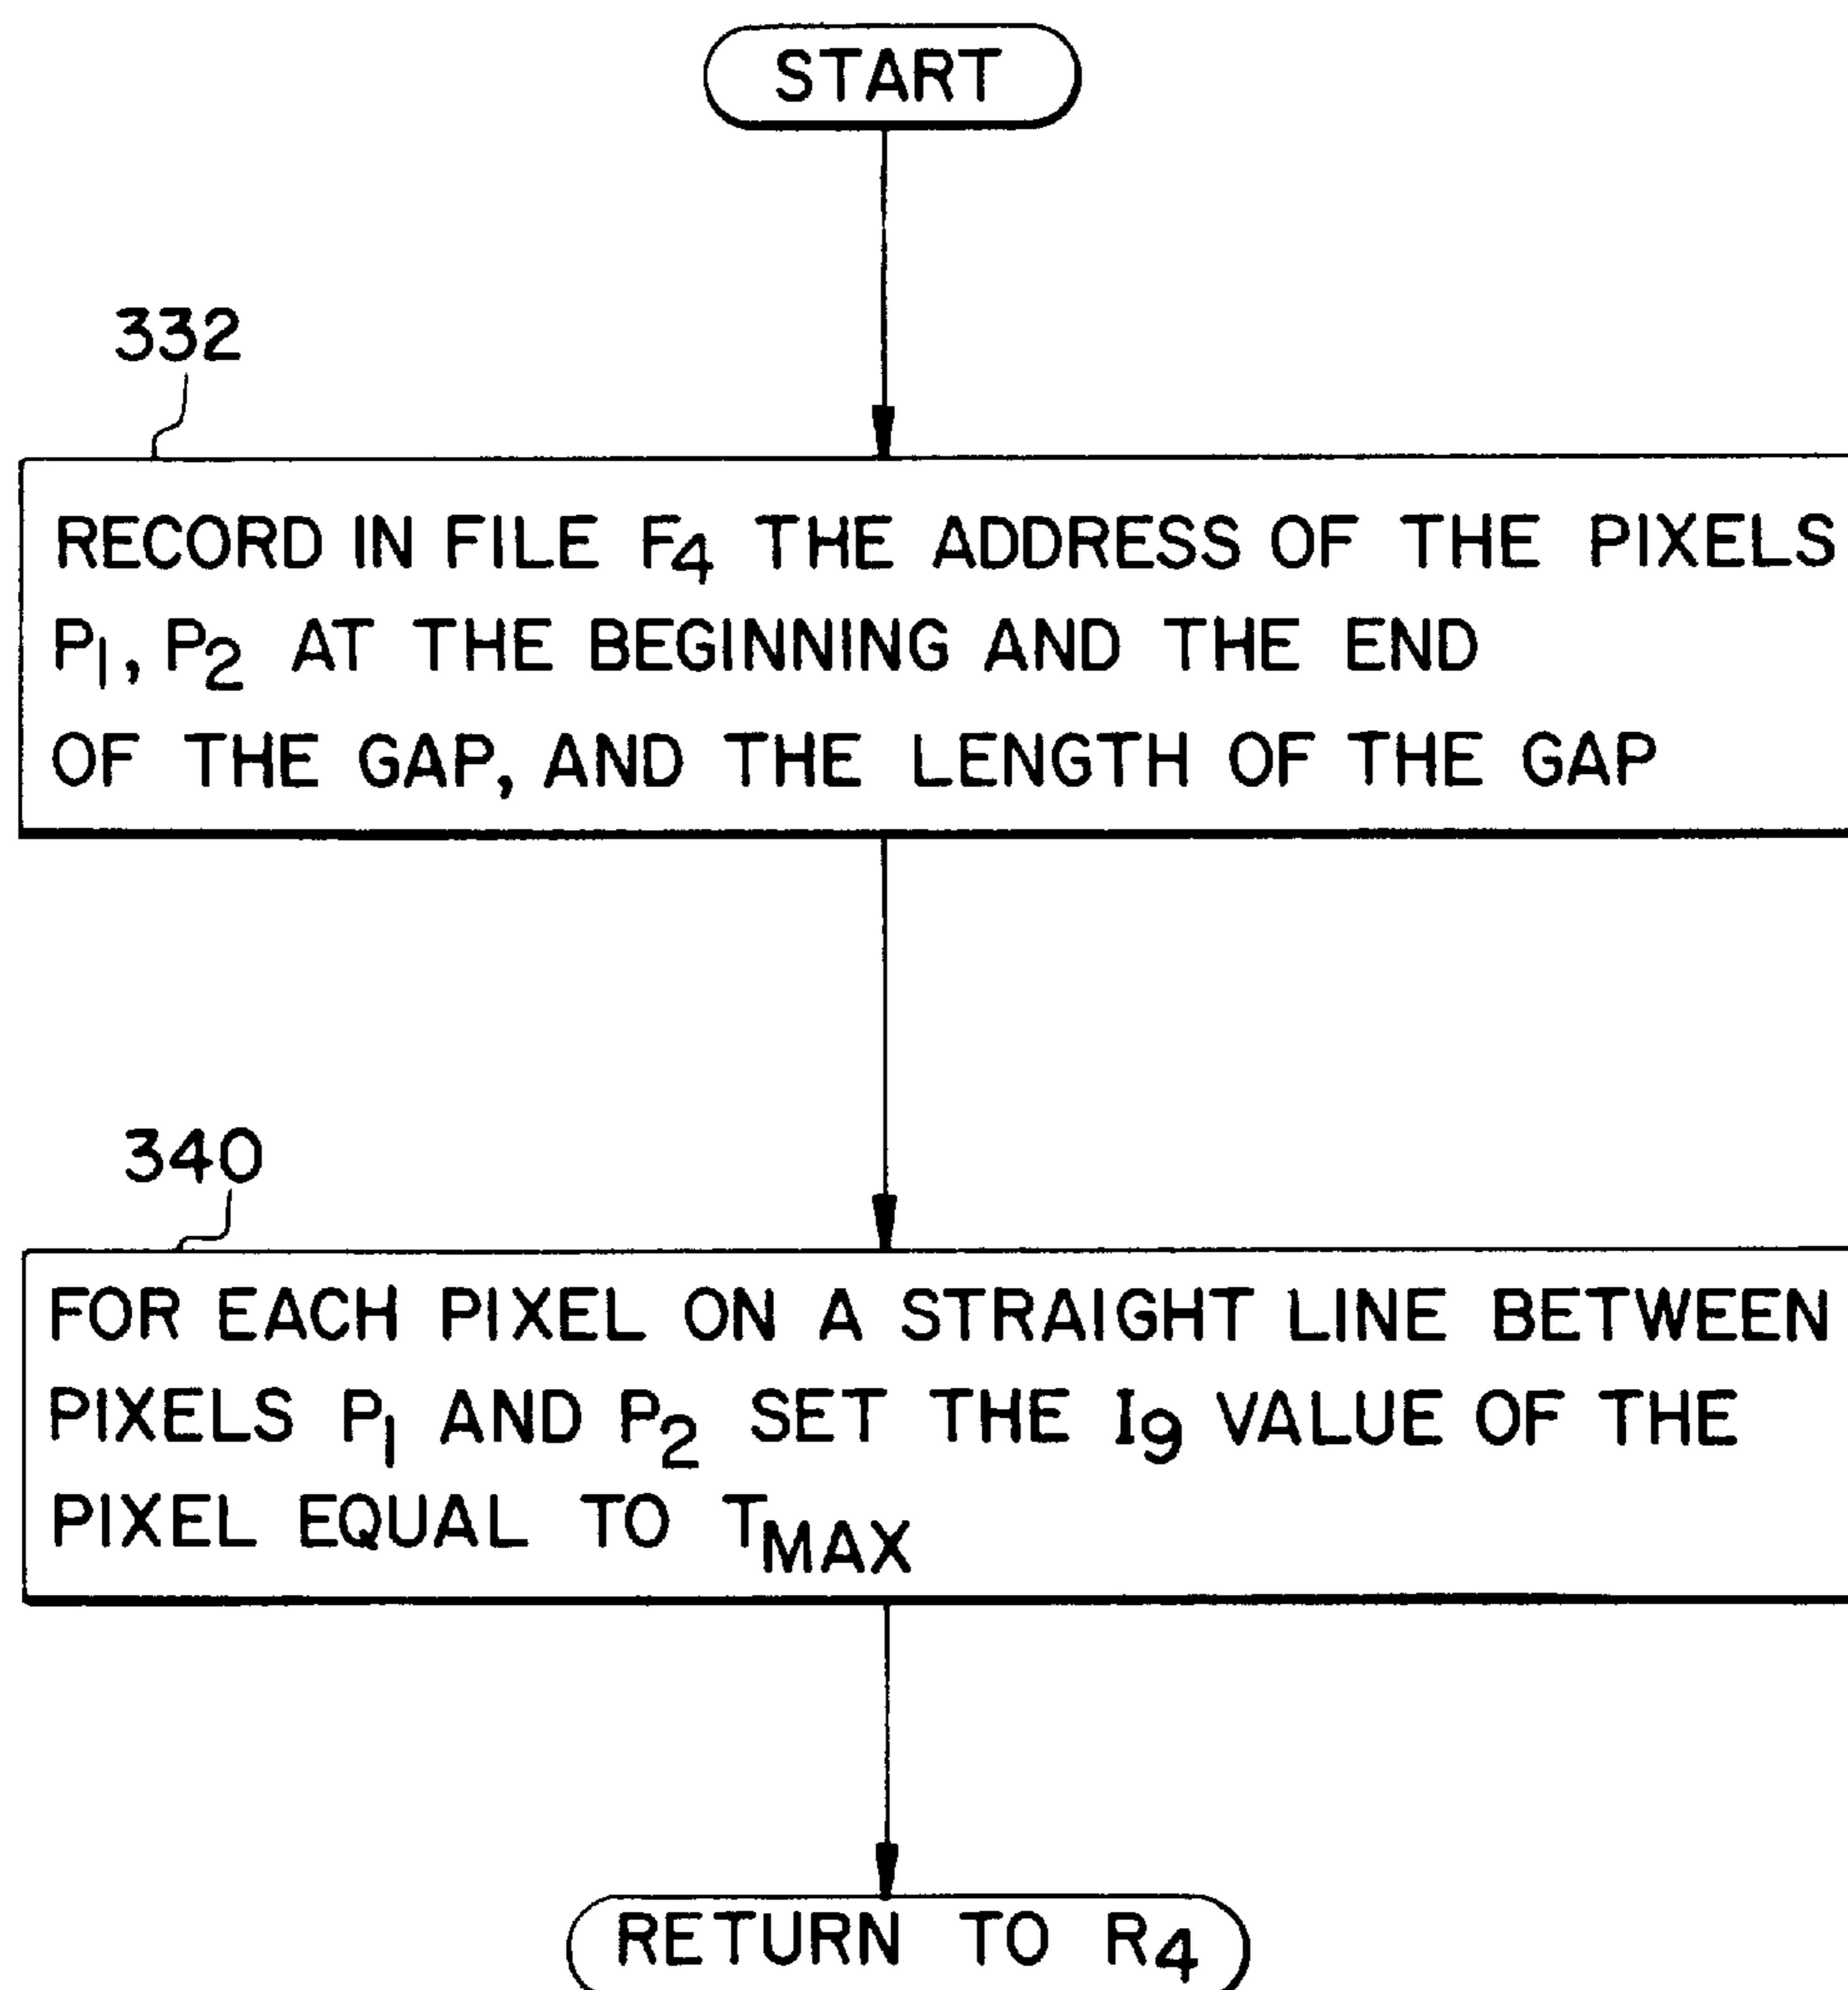 START
332
RECORD IN FILE F4 THE ADDRESS OF THE PIXELS
P1, P2 AT THE BEGINNING AND THE END
OF THE GAP, AND THE LENGTH OF THE GAP
340
FOR EACH PIXEL ON A STRAIGHT LINE BETWEEN
PIXELS P1 AND P2 SET THE I9 VALUE OF THE
PIXEL EQUAL TO TMAX
RETURN TO R4